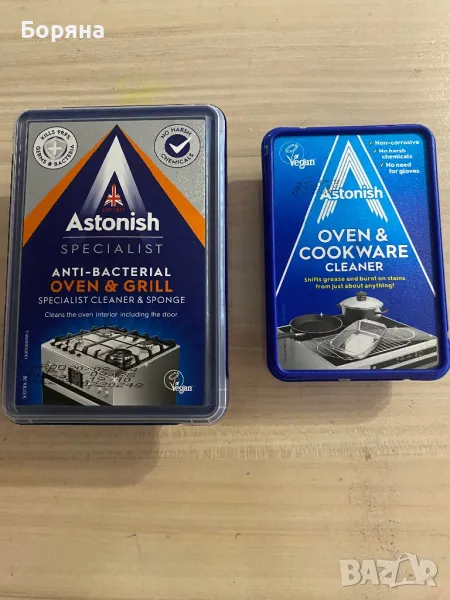 Боряна
KILLS 99.9%
GERMS & BACTERIA
NO HARSH
CHEMICALS
Astonish
SPECIALIST
ANTI-BACTERIAL
OVEN & GRILL
SPECIALIST CLEANER & SPONGE
Cleans the oven interior including the door
Vegan
Vegan
Non-corrosive
No harsh
chemicals
No need
for gloves
Astonish
OVEN &
COOKWARE
CLEANER
Shifts grease and burnt on stains
from just about anything!
BAZAR